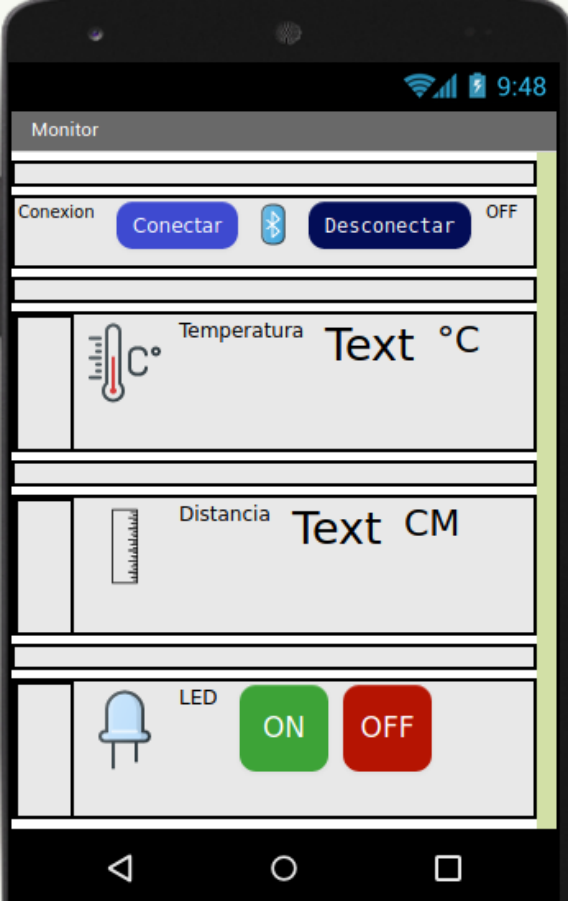 9:48
Monitor
Conexion Conectar Desconectar OFF
C° Temperatura Text °C
Distancia Text CM
LED ON OFF